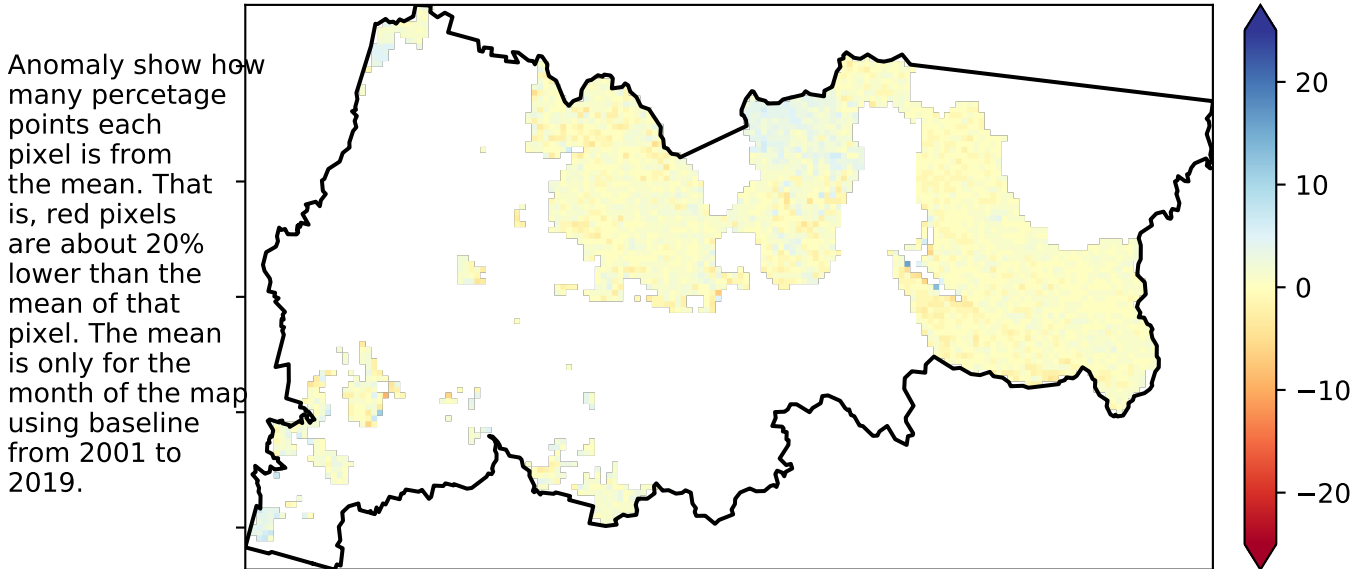 Anomaly show how
many percetage
points each
pixel is from
the mean. That
is, red pixels
are about 20%
lower than the
mean of that
pixel. The mean
is only for the
month of the map
using baseline
from 2001 to
2019.
20
10
0
−10
−20